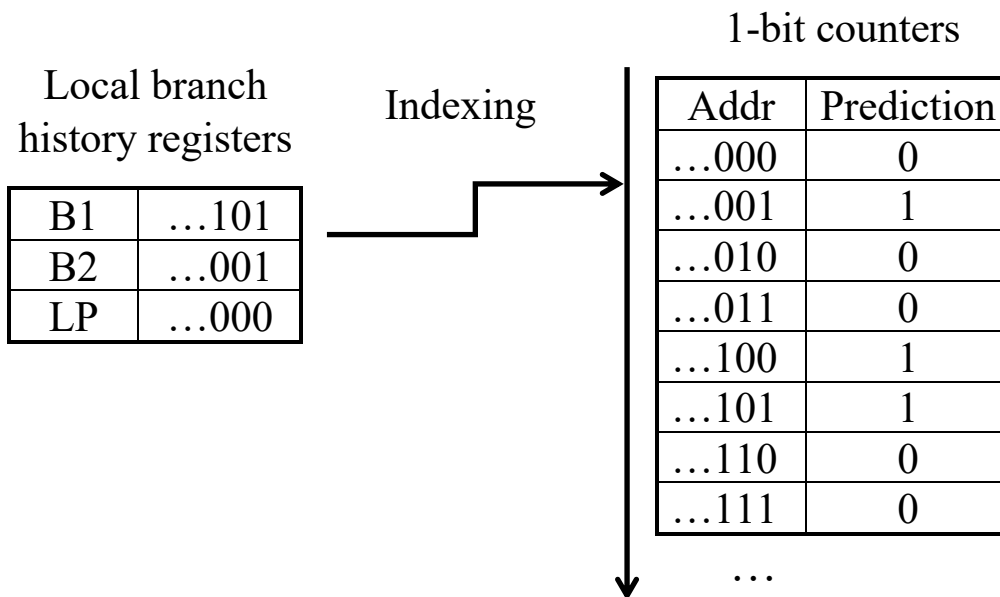 1-bit counters
Local branch
history registers
Indexing
B1 …101
B2 …001
LP …000
Addr Prediction
…000 0
…001 1
…010 0
…011 0
…100 1
…101 1
…110 0
…111 0
…